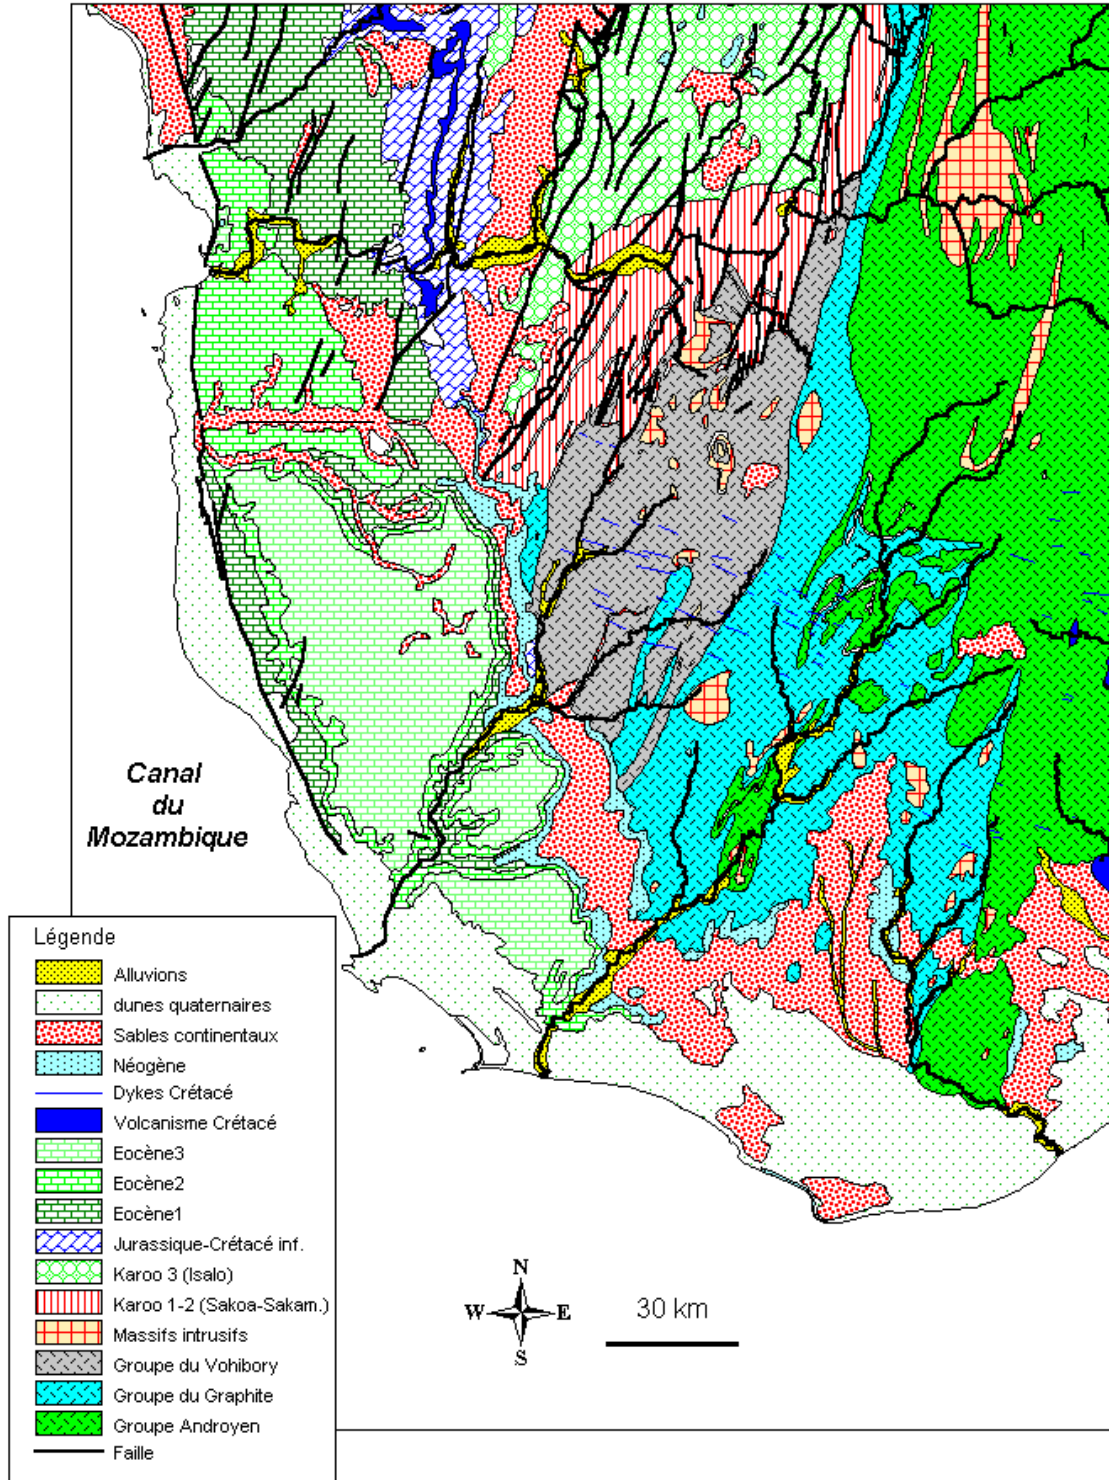 Canal
du
Mozambique
Légende
Alluvions
dunes quaternaires
Sables continentaux
Néogène
Dykes Crétacé
Volcanisme Crétacé
Eocène3
Eocène2
Eocène1
Jurassique-Crétacé inf.
Karoo 3 (Isalo)
Karoo 1-2 (Sakoa-Sakam.)
Massifs intrusifs
Groupe du Vohibory
Groupe du Graphite
Groupe Androyen
Faille
N
W E
S
30 km